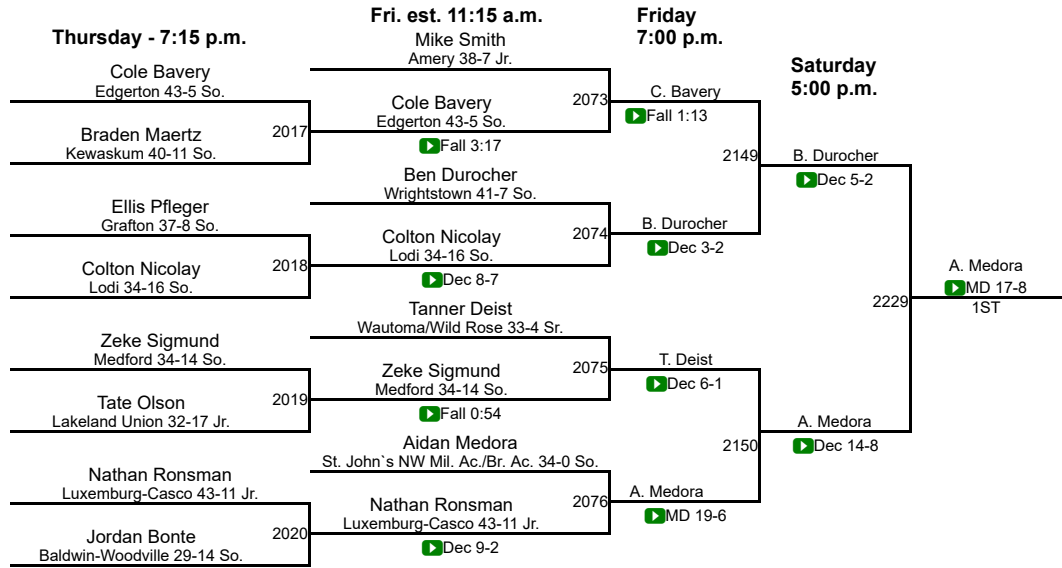 Thursday - 7:15 p.m.
Cole Bavery
Edgerton 43-5 So.
Braden Maertz
Kewaskum 40-11 So.
2017
Ellis Pfleger
Grafton 37-8 So.
Colton Nicolay
Lodi 34-16 So.
2018
Zeke Sigmund
Medford 34-14 So.
Tate Olson
Lakeland Union 32-17 Jr.
2019
Nathan Ronsman
Luxemburg-Casco 43-11 Jr.
Jordan Bonte
Baldwin-Woodville 29-14 So.
2020
Fri. est. 11:15 a.m.
Mike Smith
Amery 38-7 Jr.
Cole Bavery
Edgerton 43-5 So.
Fall 3:17
2073
Ben Durocher
Wrightstown 41-7 So.
Colton Nicolay
Lodi 34-16 So.
Dec 8-7
2074
Tanner Deist
Wautoma/Wild Rose 33-4 Sr.
Zeke Sigmund
Medford 34-14 So.
Fall 0:54
2075
Aidan Medora
St. John`s NW Mil. Ac./Br. Ac. 34-0 So.
Nathan Ronsman
Luxemburg-Casco 43-11 Jr.
Dec 9-2
2076
Friday
7:00 p.m.
C. Bavery
Fall 1:13
2149
B. Durocher
Dec 3-2
T. Deist
Dec 6-1
2150
A. Medora
MD 19-6
Saturday
5:00 p.m.
B. Durocher
Dec 5-2
2229
A. Medora
Dec 14-8
A. Medora
MD 17-8
1ST